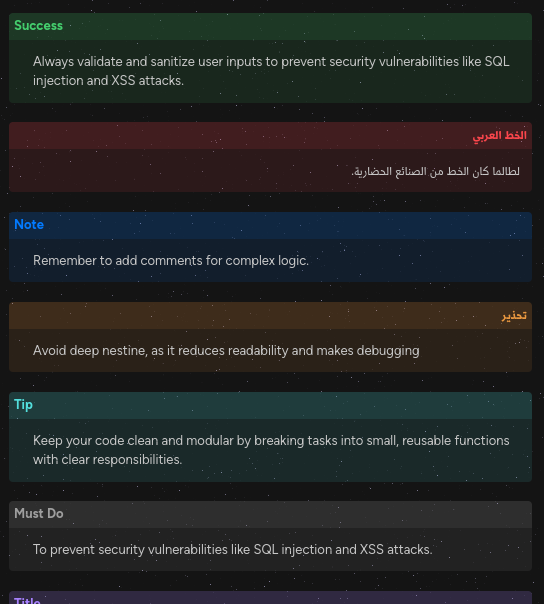 Success
Always validate and sanitize user inputs to prevent security vulnerabilities like SQL
injection and XSS attacks.
الخط العربي
لطالما كان الخط من الصنائع الحضارية.
Note
Remember to add comments for complex logic.
تحذير
Avoid deep nestine, as it reduces readability and makes debugging
Tip
Keep your code clean and modular by breaking tasks into small, reusable functions
with clear responsibilities.
Must Do
To prevent security vulnerabilities like SQL injection and XSS attacks.
Title